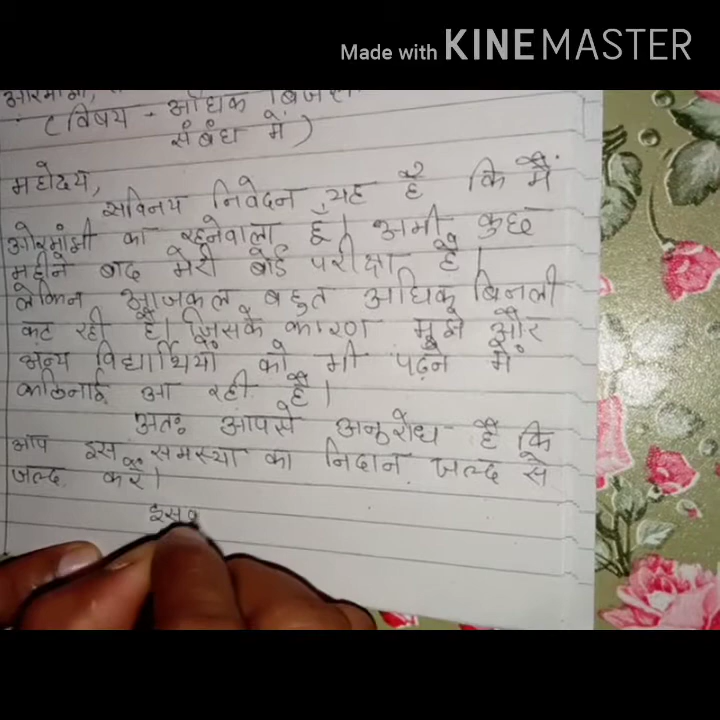 Made with KINEMASTER
ओरमांझी,
(विषय - अधिक बिजली
संबंध में)
महोदय,
सविनय निवेदन यह है कि मैं
ओरमांझी का रहनेवाला हूँ। अभी कुछ
महीने बाद मेरी बोर्ड परीक्षा है।
लेकिन आजकल बहुत अधिक बिजली
कट रही है। जिसके कारण मुझे और
अन्य विद्यार्थियों को भी पढ़ने में
कठिनाई आ रही है।
अतः आपसे अनुरोध है कि
आप इस समस्या का निदान जल्द से
जल्द करें।